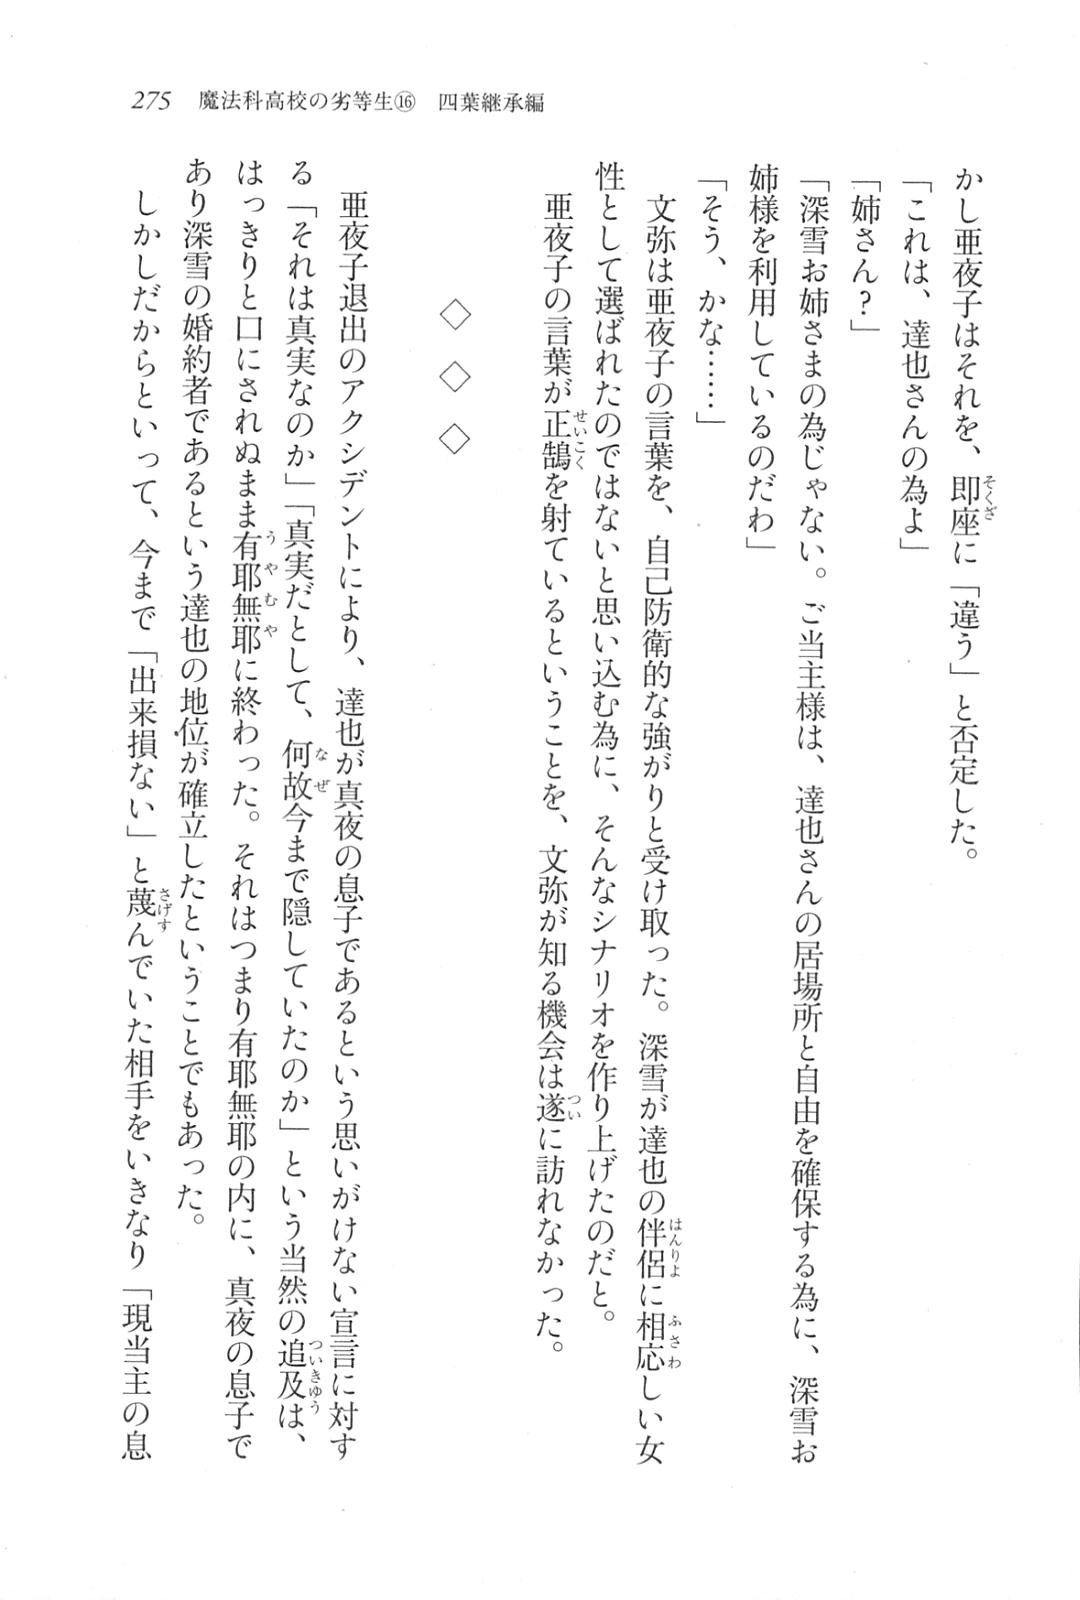 275　魔法科高校の劣等生⑯　四葉継承編
かし亜夜子はそれを、即座に「違う」と否定した。
「これは、達也さんの為よ」
「姉さん？」
「深雪お姉さまの為じゃない。ご当主様は、達也さんの居場所と自由を確保する為に、深雪お
姉様を利用しているのだわ」
「そう、かな……」
　文弥は亜夜子の言葉を、自己防衛的な強がりと受け取った。深雪が達也の伴侶に相応しい女
性として選ばれたのではないと思い込む為に、そんなシナリオを作り上げたのだと。
　亜夜子の言葉が正鵠を射ているということを、文弥が知る機会は遂に訪れなかった。
◇　◇　◇
　亜夜子退出のアクシデントにより、達也が真夜の息子であるという思いがけない宣言に対す
る「それは真実なのか」「真実だとして、何故今まで隠していたのか」という当然の追及は、
はっきりと口にされぬまま有耶無耶に終わった。それはつまり有耶無耶の内に、真夜の息子で
あり深雪の婚約者であるという達也の地位が確立したということでもあった。
　しかしだからといって、今まで「出来損ない」と蔑んでいた相手をいきなり「現当主の息